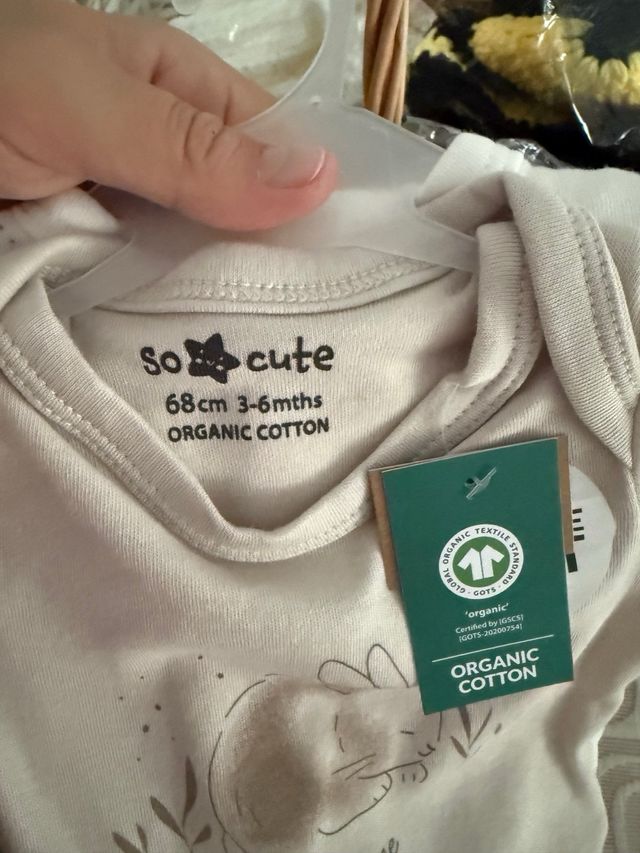 so cute
68cm 3-6mths
ORGANIC COTTON
GLOBAL ORGANIC TEXTILE STANDARD
· GOTS ·
'organic'
Certified by [GSCS]
[GOTS-20200754]
ORGANIC
COTTON